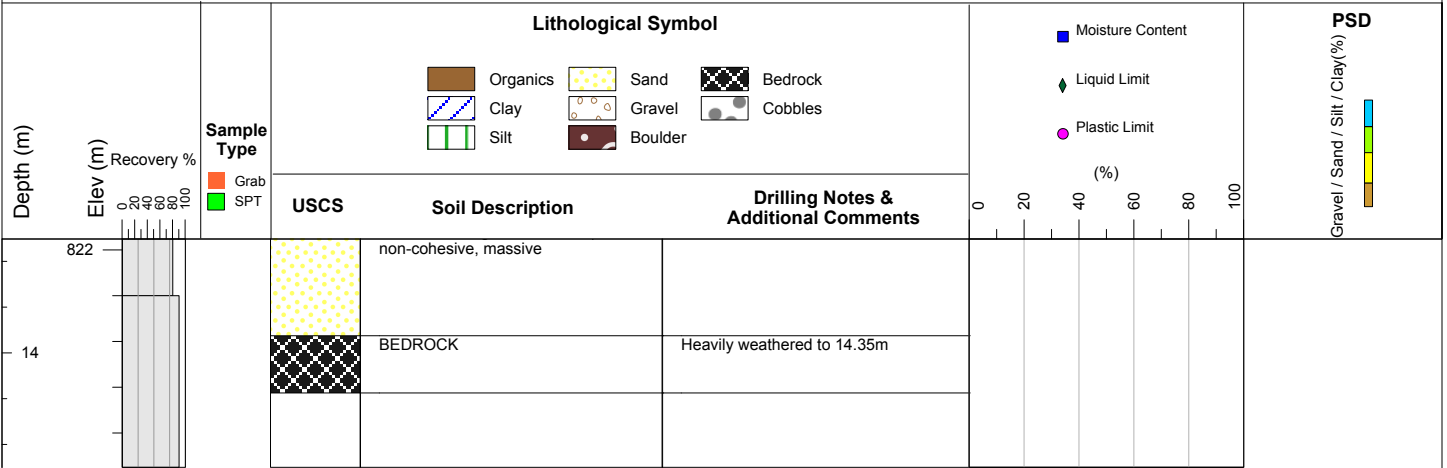 Depth (m)
Elev (m)
Recovery %
0 20 40 60 80 100
Sample
Type
Grab
SPT
Lithological Symbol
Organics Sand Bedrock
Clay Gravel Cobbles
Silt Boulder
USCS
Soil Description
Drilling Notes &
Additional Comments
Moisture Content
Liquid Limit
Plastic Limit
(%)
0 20 40 60 80 100
PSD
Gravel / Sand / Silt / Clay(%)
822
non-cohesive, massive
14
BEDROCK
Heavily weathered to 14.35m